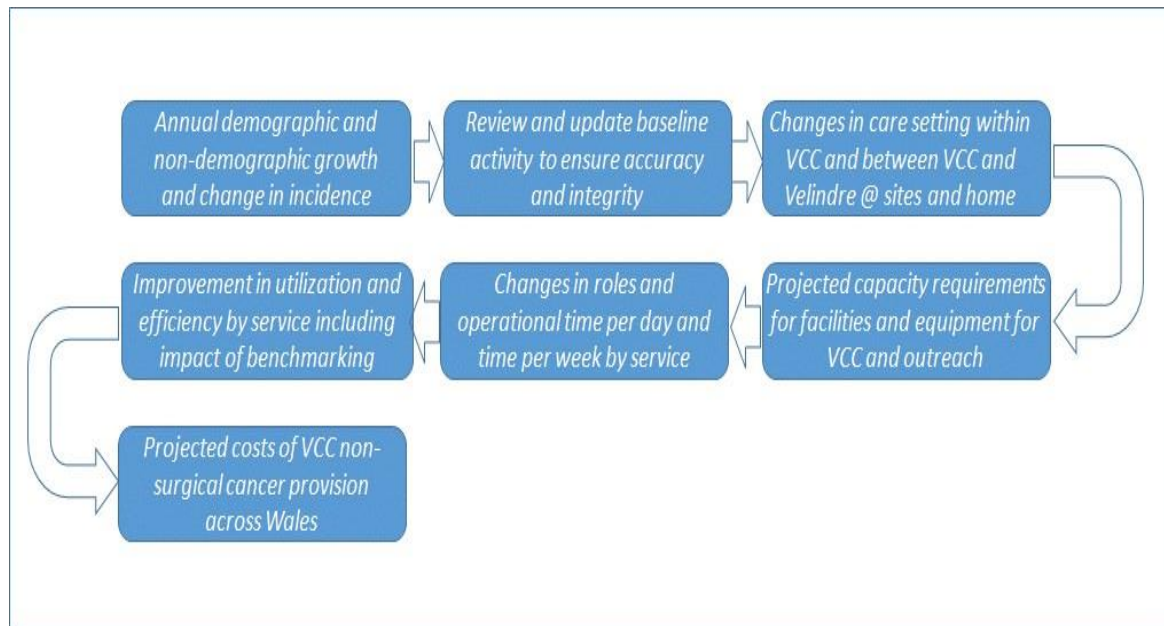 Annual demographic and
non-demographic growth
and change in incidence
Review and update baseline
activity to ensure accuracy
and integrity
Changes in care setting within
VCC and between VCC and
Velindre @ sites and home
Projected capacity requirements
for facilities and equipment for
VCC and outreach
Changes in roles and
operational time per day and
time per week by service
Improvement in utilization and
efficiency by service including
impact of benchmarking
Projected costs of VCC non-
surgical cancer provision
across Wales